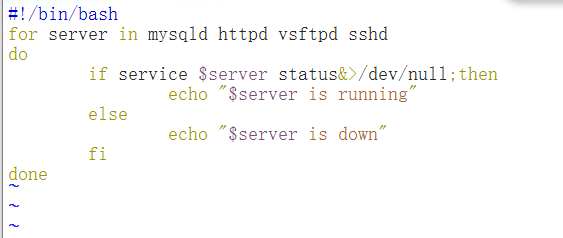 #!/bin/bash
for server in mysqld httpd vsftpd sshd
do
        if service $server status&>/dev/null;then
                echo "$server is running"
        else
                echo "$server is down"
        fi
done
~
~
~